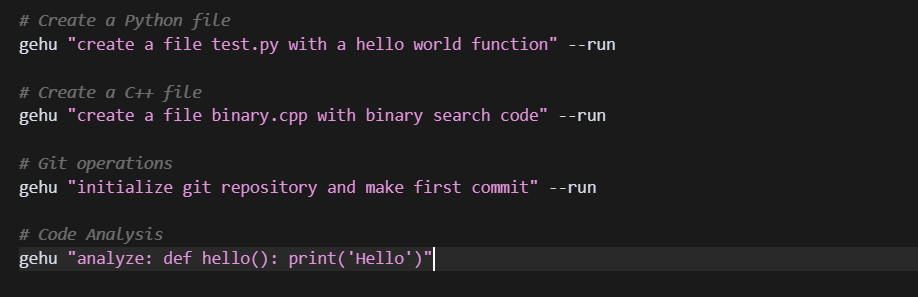 # Create a Python file
gehu "create a file test.py with a hello world function" --run
# Create a C++ file
gehu "create a file binary.cpp with binary search code" --run
# Git operations
gehu "initialize git repository and make first commit" --run
# Code Analysis
gehu "analyze: def hello(): print('Hello')"